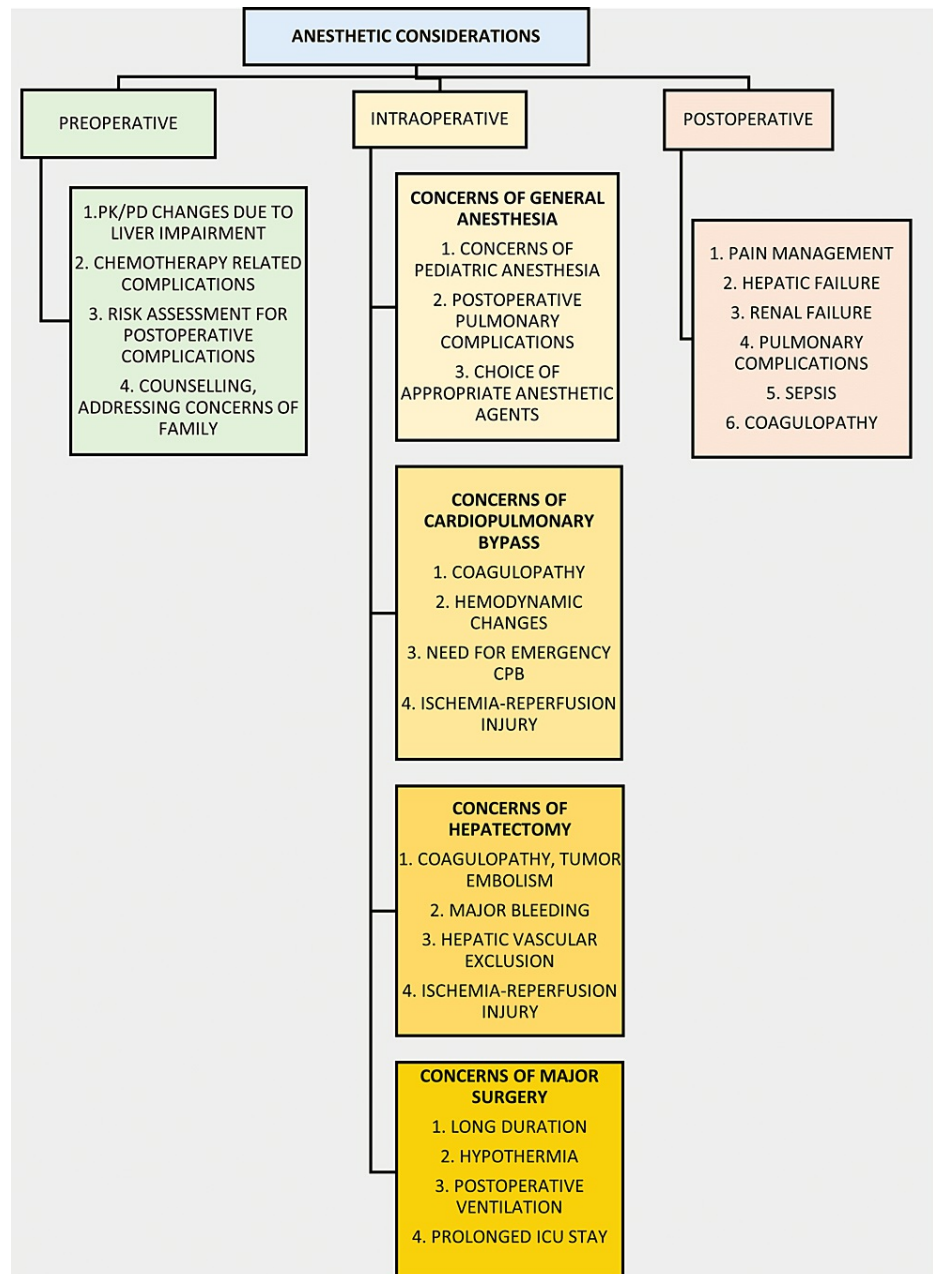 ANESTHETIC CONSIDERATIONS
PREOPERATIVE
1.PK/PD CHANGES DUE TO
LIVER IMPAIRMENT
2. CHEMOTHERAPY RELATED
COMPLICATIONS
3. RISK ASSESSMENT FOR
POSTOPERATIVE
COMPLICATIONS
4. COUNSELLING,
ADDRESSING CONCERNS OF
FAMILY
INTRAOPERATIVE
CONCERNS OF GENERAL
ANESTHESIA
1. CONCERNS OF
PEDIATRIC ANESTHESIA
2. POSTOPERATIVE
PULMONARY
COMPLICATIONS
3. CHOICE OF
APPROPRIATE ANESTHETIC
AGENTS
CONCERNS OF
CARDIOPULMONARY
BYPASS
1. COAGULOPATHY
2. HEMODYNAMIC
CHANGES
3. NEED FOR EMERGENCY
CPB
4. ISCHEMIA-REPERFUSION
INJURY
CONCERNS OF
HEPATECTOMY
1. COAGULOPATHY, TUMOR
EMBOLISM
2. MAJOR BLEEDING
3. HEPATIC VASCULAR
EXCLUSION
4. ISCHEMIA-REPERFUSION
INJURY
CONCERNS OF MAJOR
SURGERY
1. LONG DURATION
2. HYPOTHERMIA
3. POSTOPERATIVE
VENTILATION
4. PROLONGED ICU STAY
POSTOPERATIVE
1. PAIN MANAGEMENT
2. HEPATIC FAILURE
3. RENAL FAILURE
4. PULMONARY
COMPLICATIONS
5. SEPSIS
6. COAGULOPATHY